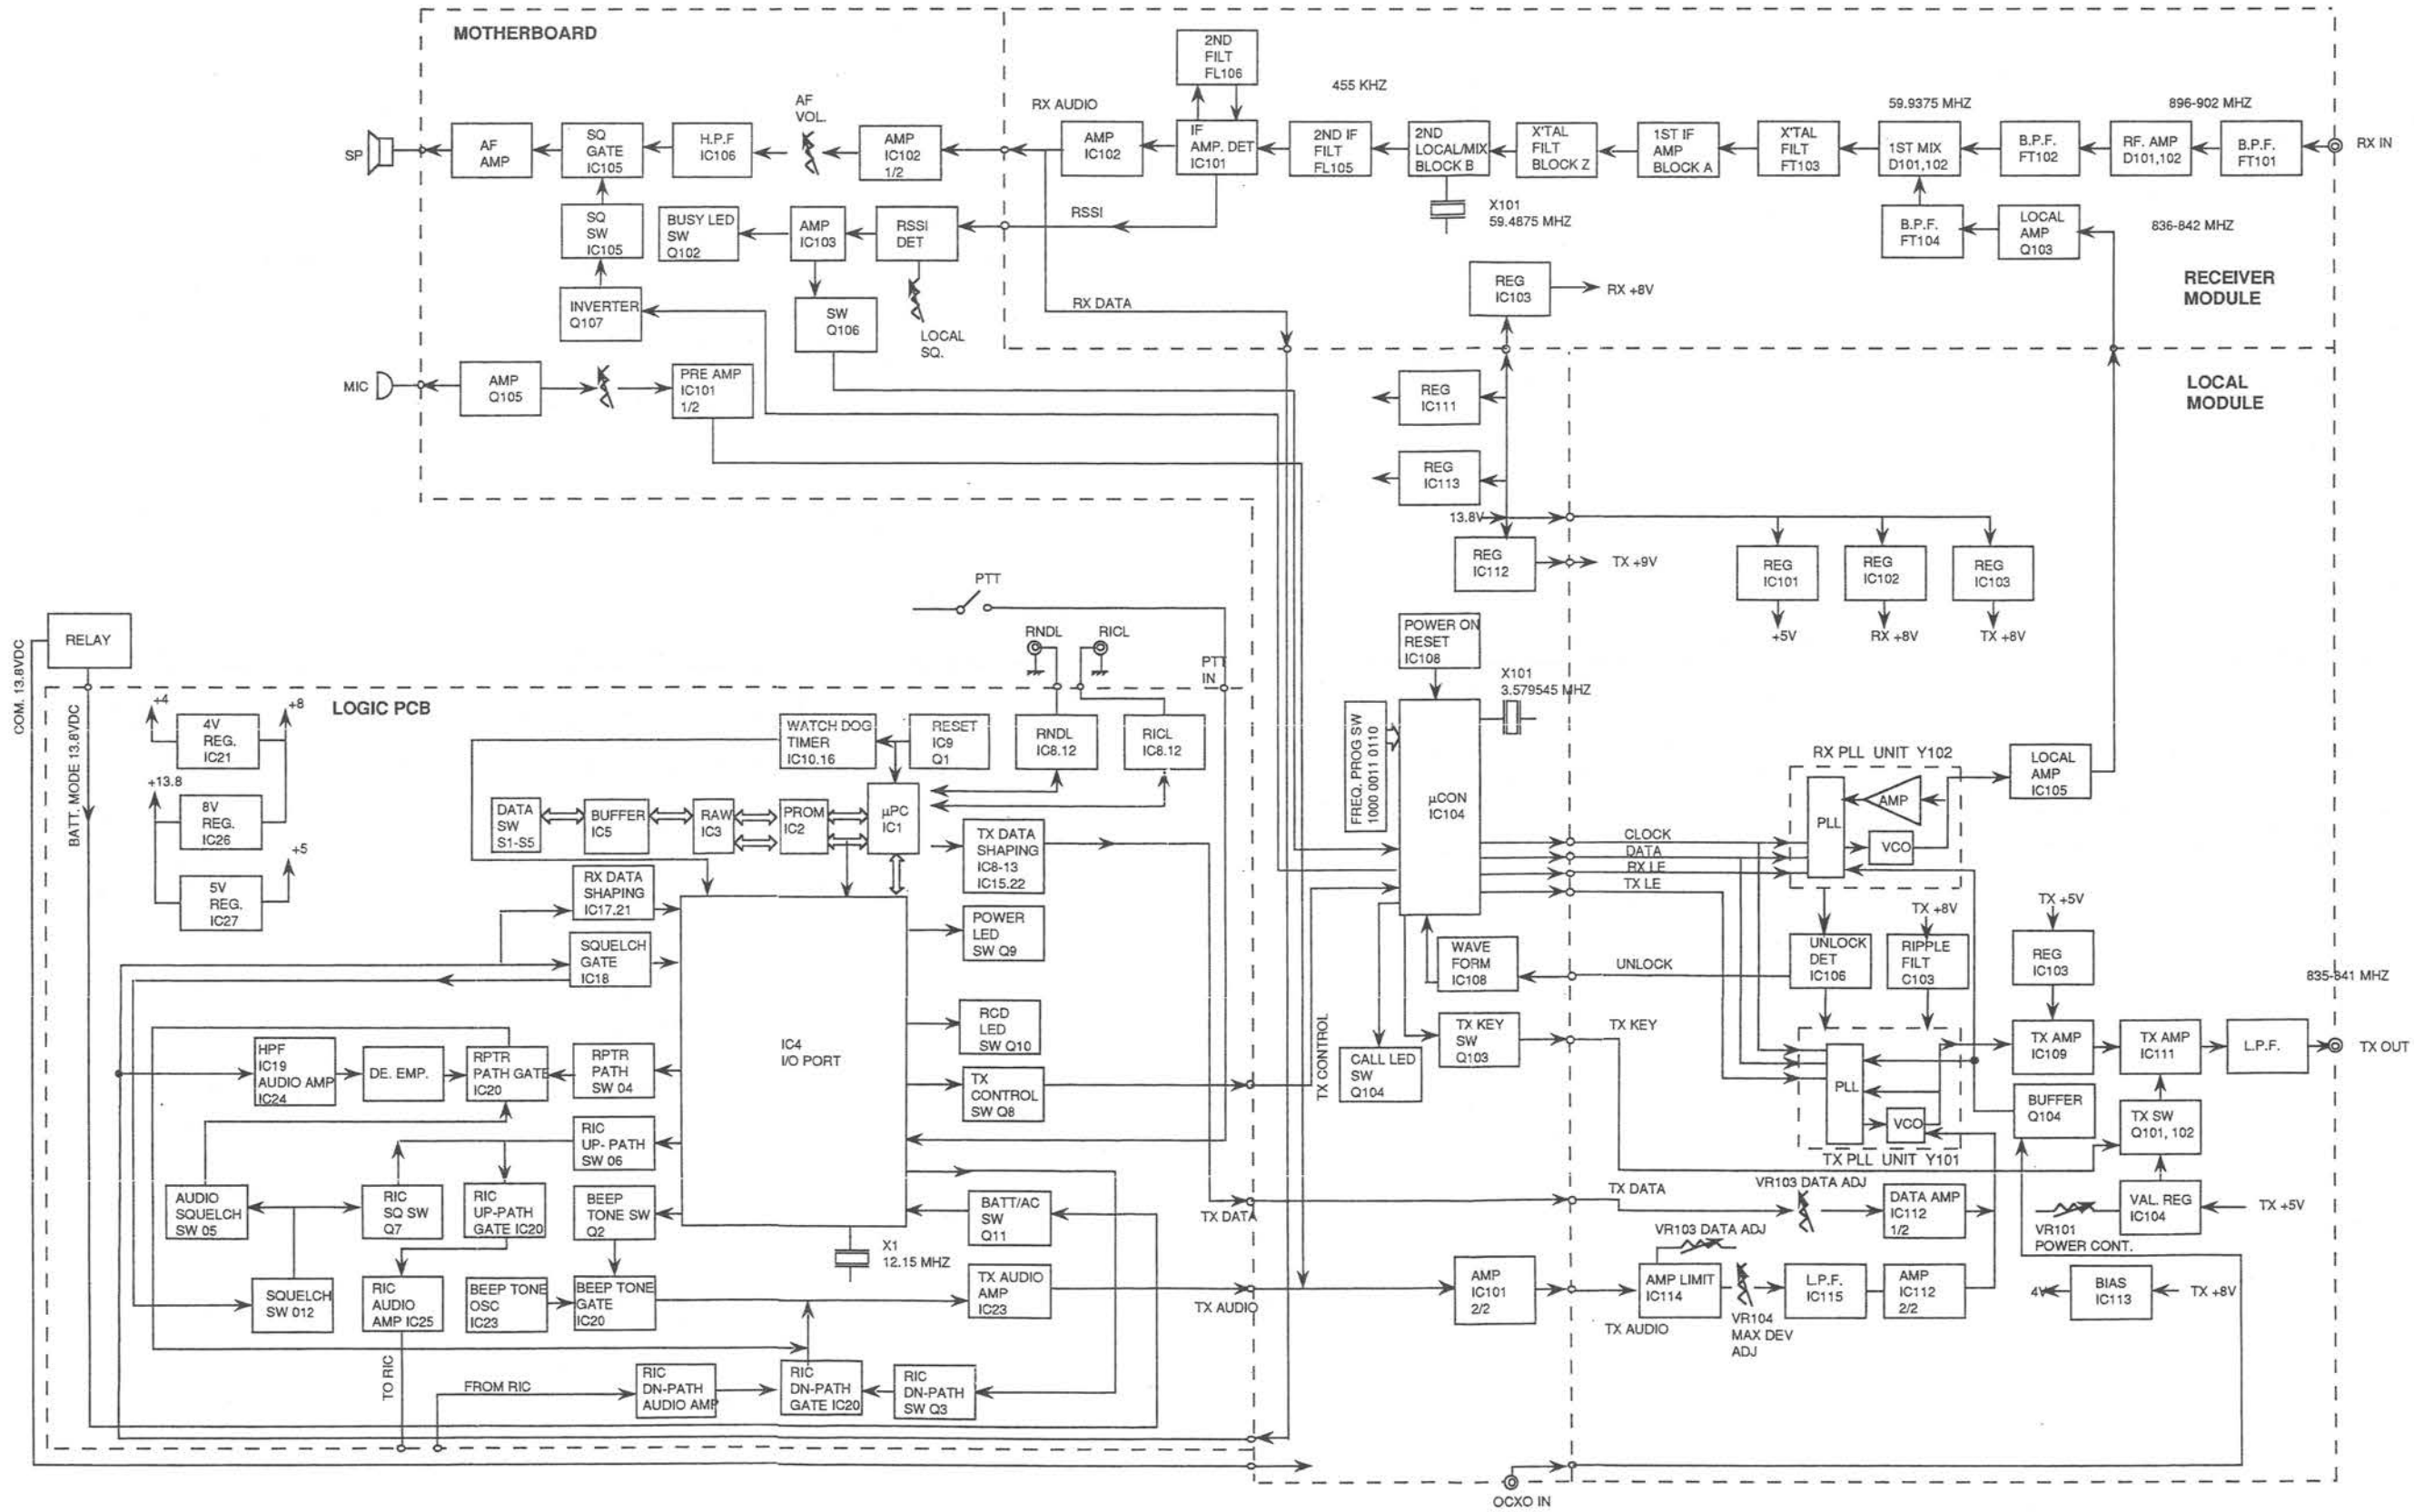 MOTHERBOARD
2ND
FILT
FL106
455 KHZ
RX AUDIO
AF
VOL.
59.9375 MHZ
896-902 MHZ
SP
AF
AMP
SQ
GATE
IC105
H.P.F
IC106
AMP
IC102
1/2
AMP
IC102
IF
AMP. DET
IC101
2ND IF
FILT
FL105
2ND
LOCAL/MIX
BLOCK B
X'TAL
FILT
BLOCK Z
1ST IF
AMP
BLOCK A
X'TAL
FILT
FT103
1ST MIX
D101,102
B.P.F.
FT102
RF. AMP
D101,102
B.P.F.
FT101
RX IN
SQ
SW
IC105
BUSY LED
SW
Q102
AMP
IC103
RSSI
DET
RSSI
X101
59.4875 MHZ
B.P.F.
FT104
LOCAL
AMP
Q103
836-842 MHZ
INVERTER
Q107
SW
Q106
LOCAL
SQ.
RX DATA
REG
IC103
RX +8V
RECEIVER
MODULE
MIC
AMP
Q105
PRE AMP
IC101
1/2
REG
IC111
LOCAL
MODULE
REG
IC113
13.8V
REG
IC112
TX +9V
REG
IC101
REG
IC102
REG
IC103
+5V
RX +8V
TX +8V
PTT
RELAY
COM. 13.8VDC
RNDL
RICL
PTT
IN
POWER ON
RESET
IC108
X101
3.579545 MHZ
BATT. MODE 13.8VDC
LOGIC PCB
+4
4V
REG.
IC21
+8
+13.8
8V
REG.
IC26
+5
5V
REG.
IC27
WATCH DOG
TIMER
IC10.16
RESET
IC9
Q1
RNDL
IC8.12
RICL
IC8.12
FREQ. PROG SW
1000 0011 0110
µCON
IC104
RX PLL UNIT Y102
PLL
AMP
VCO
LOCAL
AMP
IC105
DATA
SW
S1-S5
BUFFER
IC5
RAW
IC3
PROM
IC2
µPC
IC1
TX DATA
SHAPING
IC8-13
IC15.22
CLOCK
DATA
RX LE
TX LE
RX DATA
SHAPING
IC17.21
POWER
LED
SW Q9
SQUELCH
GATE
IC18
WAVE
FORM
IC108
UNLOCK
UNLOCK
DET
IC106
TX +8V
RIPPLE
FILT
C103
TX +5V
REG
IC103
835-841 MHZ
RCD
LED
SW Q10
IC4
I/O PORT
HPF
IC19
AUDIO AMP
IC24
DE. EMP.
RPTR
PATH GATE
IC20
RPTR
PATH
SW 04
TX
CONTROL
SW Q8
TX CONTROL
CALL LED
SW
Q104
TX KEY
SW
Q103
TX KEY
PLL
VCO
TX PLL UNIT Y101
TX AMP
IC109
TX AMP
IC111
L.P.F.
TX OUT
BUFFER
Q104
TX SW
Q101, 102
RIC
UP- PATH
SW 06
AUDIO
SQUELCH
SW 05
RIC
SQ SW
Q7
RIC
UP-PATH
GATE IC20
BEEP
TONE SW
Q2
BATT/AC
SW
Q11
TX DATA
TX DATA
VR103 DATA ADJ
DATA AMP
IC112
1/2
VR101
POWER CONT.
VAL. REG
IC104
TX +5V
X1
12.15 MHZ
VR103 DATA ADJ
SQUELCH
SW 012
RIC
AUDIO
AMP IC25
BEEP TONE
OSC
IC23
BEEP TONE
GATE
IC20
TX AUDIO
AMP
IC23
TX AUDIO
AMP
IC101
2/2
TX AUDIO
AMP LIMIT
IC114
VR104
MAX DEV
ADJ
L.P.F.
IC115
AMP
IC112
2/2
4V
BIAS
IC113
TX +8V
TO RIC
FROM RIC
RIC
DN-PATH
AUDIO AMP
RIC
DN-PATH
GATE IC20
RIC
DN-PATH
SW Q3
OCXO IN